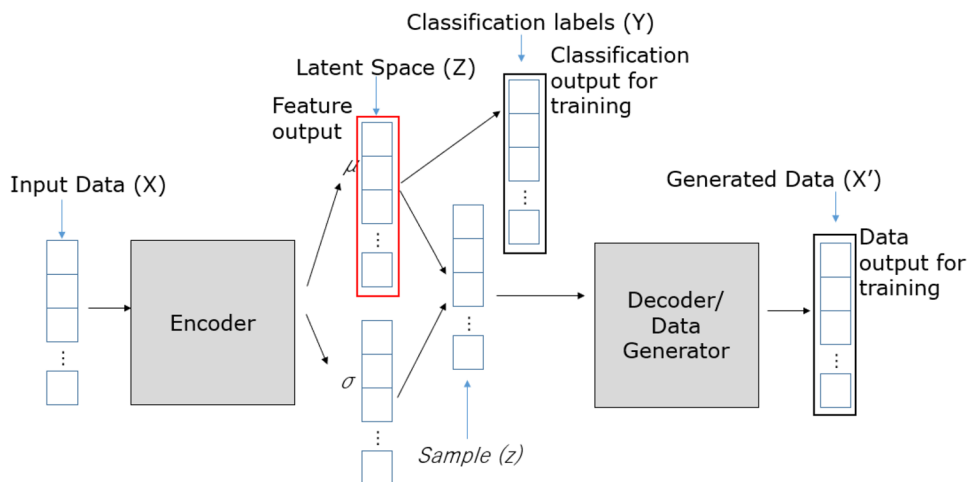 Classification labels (Y)
Classification
output for
training
Latent Space (Z)
Feature
output
μ
Input Data (X)
Generated Data (X’)
Data
output for
training
Encoder
Decoder/
Data
Generator
σ
Sample (z)